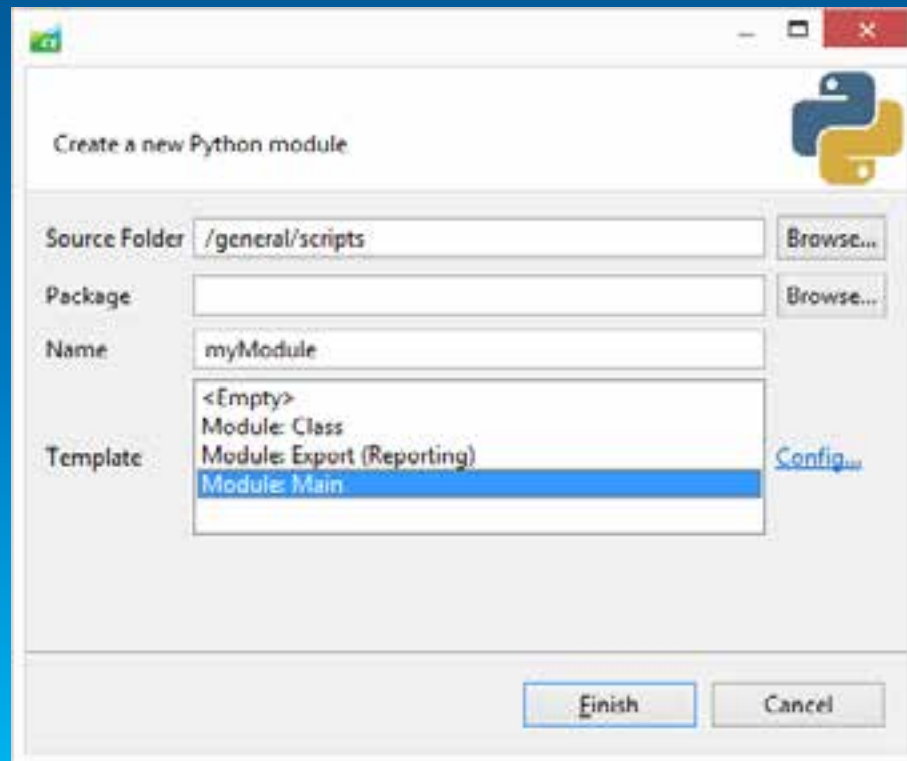 Create a new Python module
Source Folder /general/scripts Browse...
Package Browse...
Name myModule
<Empty>
Module: Class
Template Module: Export (Reporting) Config...
Module: Main
Finish Cancel